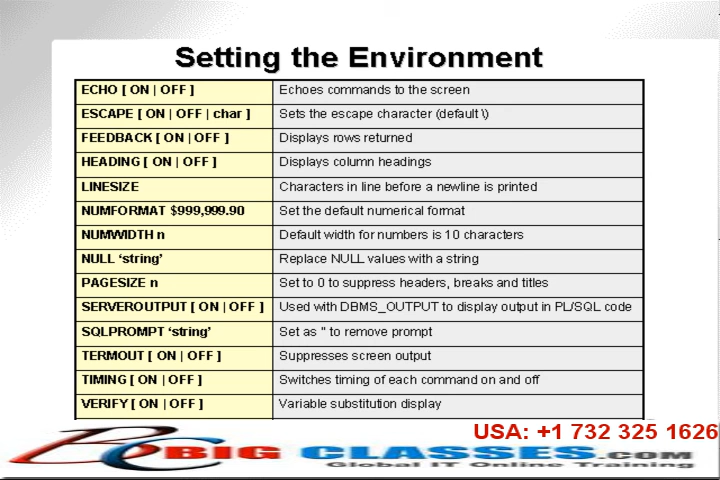 Setting the Environment
ECHO [ ON | OFF ] Echoes commands to the screen
ESCAPE [ ON | OFF | char ] Sets the escape character (default \)
FEEDBACK [ ON | OFF ] Displays rows returned
HEADING [ ON | OFF ] Displays column headings
LINESIZE Characters in line before a newline is printed
NUMFORMAT $999,999.90 Set the default numerical format
NUMWIDTH n Default width for numbers is 10 characters
NULL ‘string’ Replace NULL values with a string
PAGESIZE n Set to 0 to suppress headers, breaks and titles
SERVEROUTPUT [ ON | OFF ] Used with DBMS_OUTPUT to display output in PL/SQL code
SQLPROMPT ‘string’ Set as '' to remove prompt
TERMOUT [ ON | OFF ] Suppresses screen output
TIMING [ ON | OFF ] Switches timing of each command on and off
VERIFY [ ON | OFF ] Variable substitution display
USA: +1 732 325 1626
BC BIG CLASSES.COM
Global IT Online Training